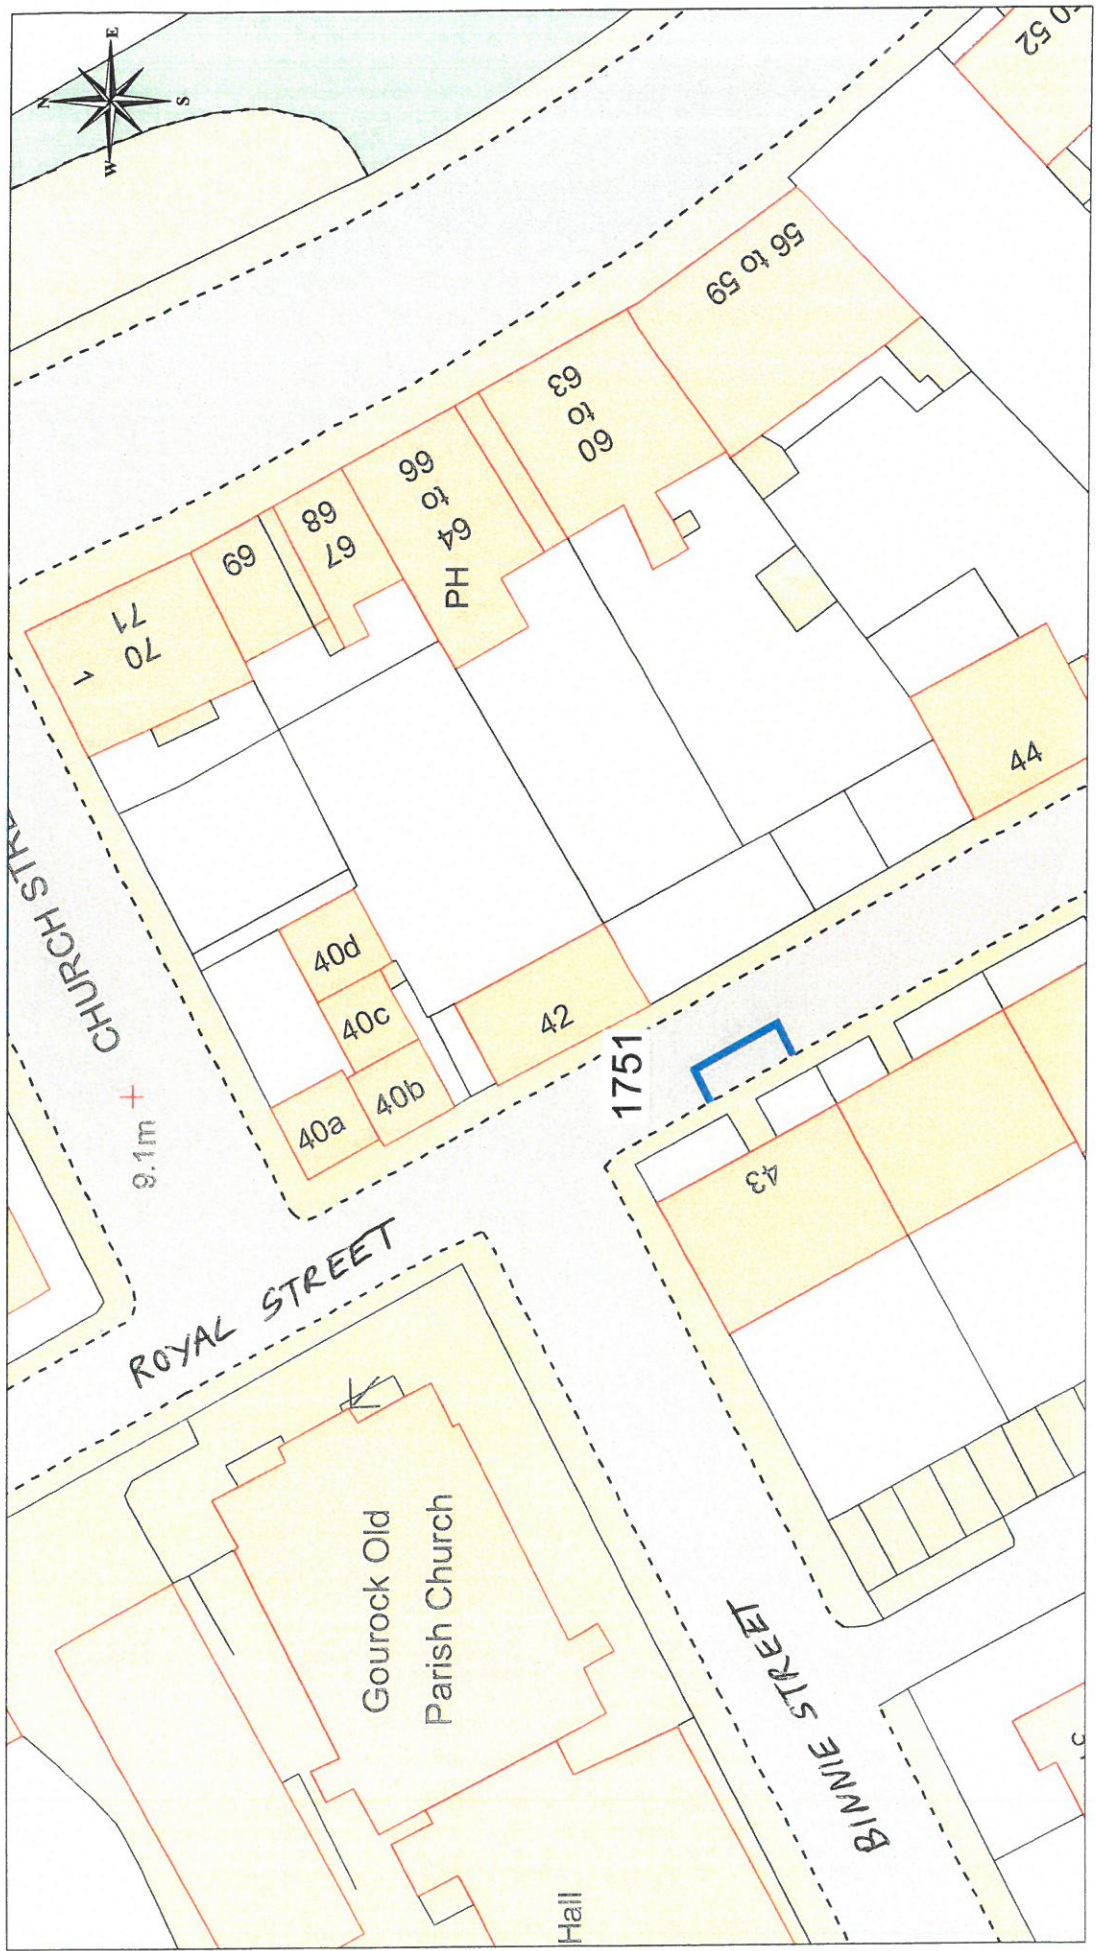 N
E
S
W
O 52
56 to 59
63
to
60
66
to
64
PH
68
67
69
71
70
1
CHURCH STRE
9.1m +
40d
40c
40b
40a
42
44
1751
43
ROYAL STREET
Gourock Old
Parish Church
BINNIE STREET
Hall